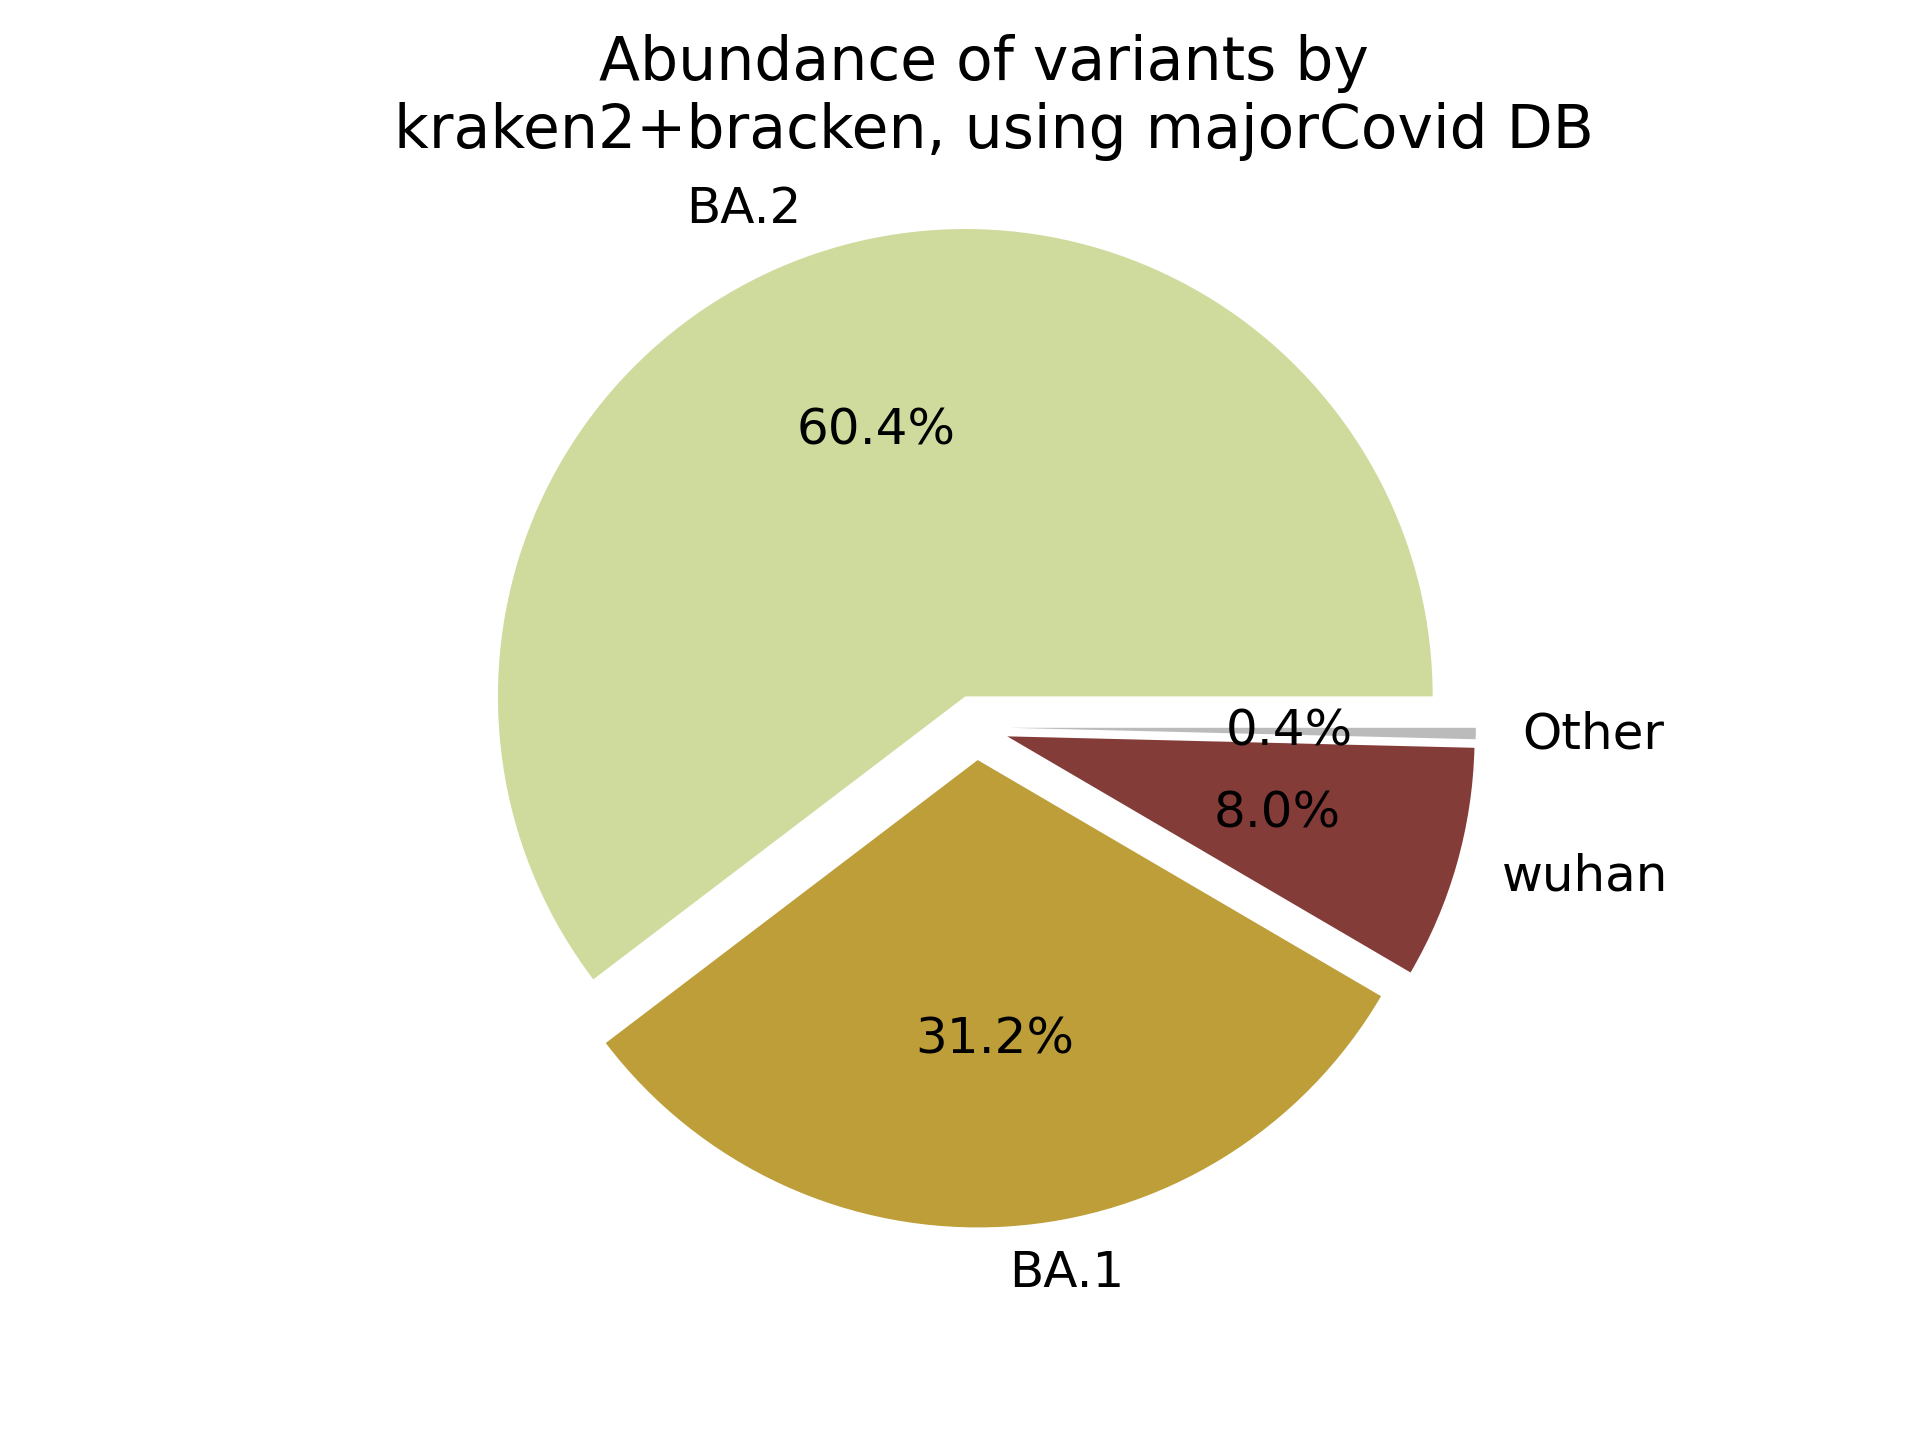 Abundance of variants by
kraken2+bracken, using majorCovid DB
BA.2
60.4%
0.4%
Other
8.0%
wuhan
31.2%
BA.1